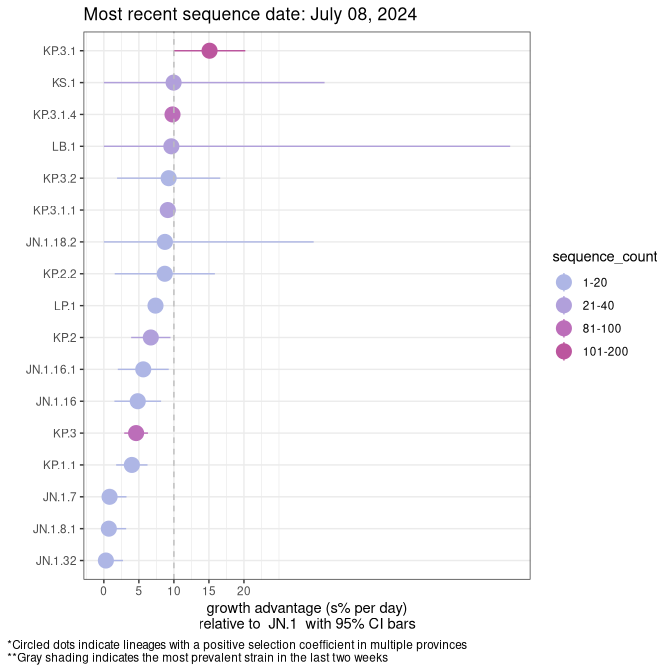 Most recent sequence date: July 08, 2024
KP.3.1
KS.1
KP.3.1.4
LB.1
KP.3.2
KP.3.1.1
JN.1.18.2
KP.2.2
LP.1
KP.2
JN.1.16.1
JN.1.16
KP.3
KP.1.1
JN.1.7
JN.1.8.1
JN.1.32
0 5 10 15 20
growth advantage (s% per day)
relative to JN.1 with 95% CI bars
sequence_count
1-20
21-40
81-100
101-200
*Circled dots indicate lineages with a positive selection coefficient in multiple provinces
**Gray shading indicates the most prevalent strain in the last two weeks